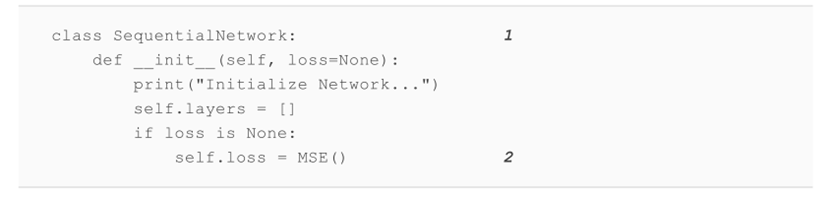 class SequentialNetwork: 1
    def __init__(self, loss=None):
        print("Initialize Network...")
        self.layers = []
        if loss is None:
            self.loss = MSE() 2